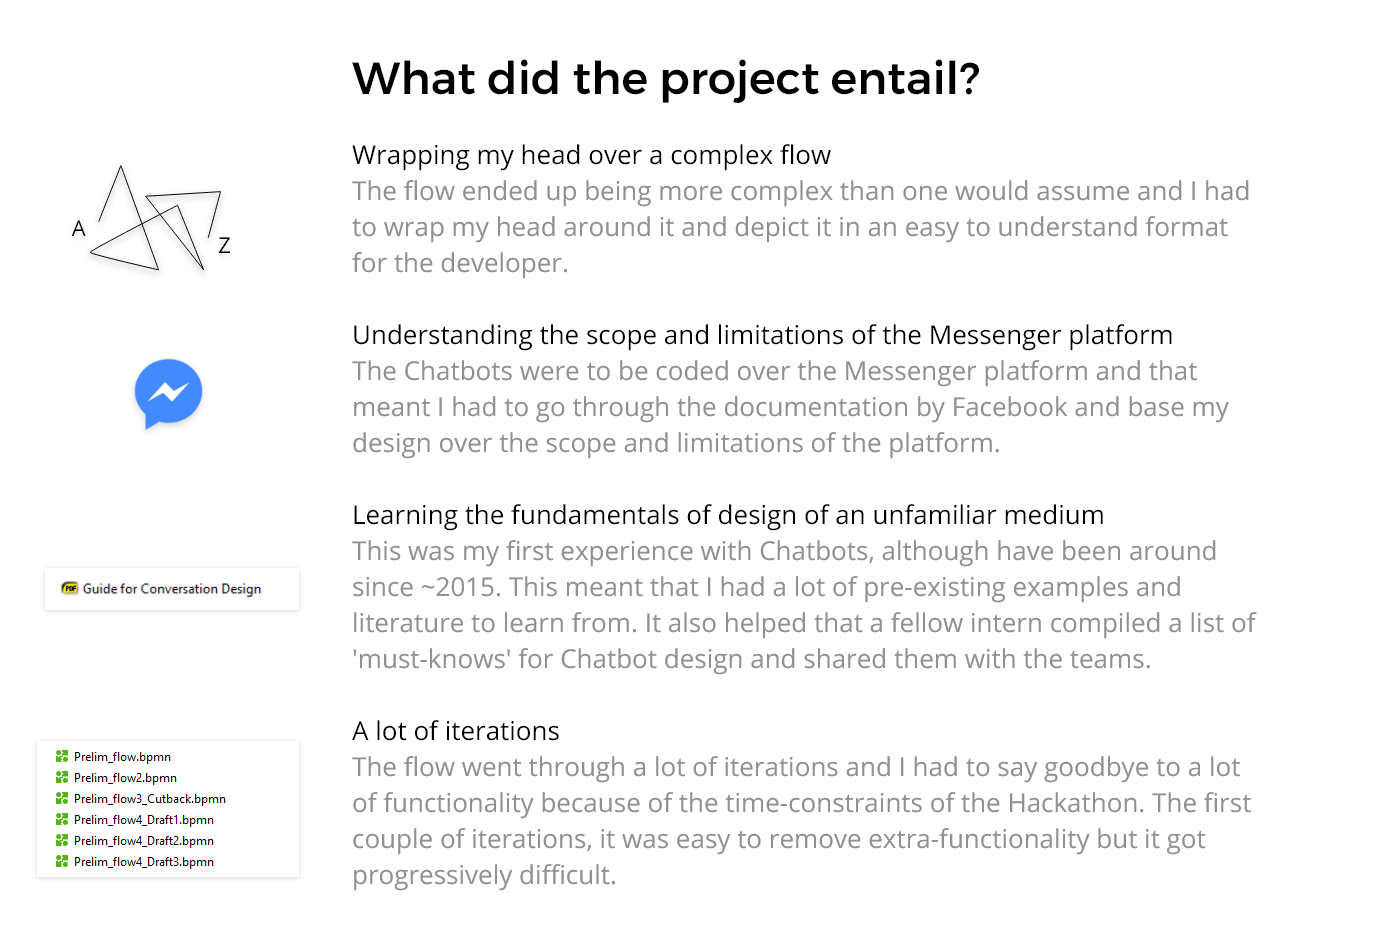 What did the project entail?
Wrapping my head over a complex flow
The flow ended up being more complex than one would assume and I had
to wrap my head around it and depict it in an easy to understand format
for the developer.
A
Z
Understanding the scope and limitations of the Messenger platform
The Chatbots were to be coded over the Messenger platform and that
meant I had to go through the documentation by Facebook and base my
design over the scope and limitations of the platform.
Learning the fundamentals of design of an unfamiliar medium
This was my first experience with Chatbots, although have been around
since ~2015. This meant that I had a lot of pre-existing examples and
literature to learn from. It also helped that a fellow intern compiled a list of
'must-knows' for Chatbot design and shared them with the teams.
PDF Guide for Conversation Design
A lot of iterations
The flow went through a lot of iterations and I had to say goodbye to a lot
of functionality because of the time-constraints of the Hackathon. The first
couple of iterations, it was easy to remove extra-functionality but it got
progressively difficult.
Prelim_flow.bpmn
Prelim_flow2.bpmn
Prelim_flow3_Cutback.bpmn
Prelim_flow4_Draft1.bpmn
Prelim_flow4_Draft2.bpmn
Prelim_flow4_Draft3.bpmn